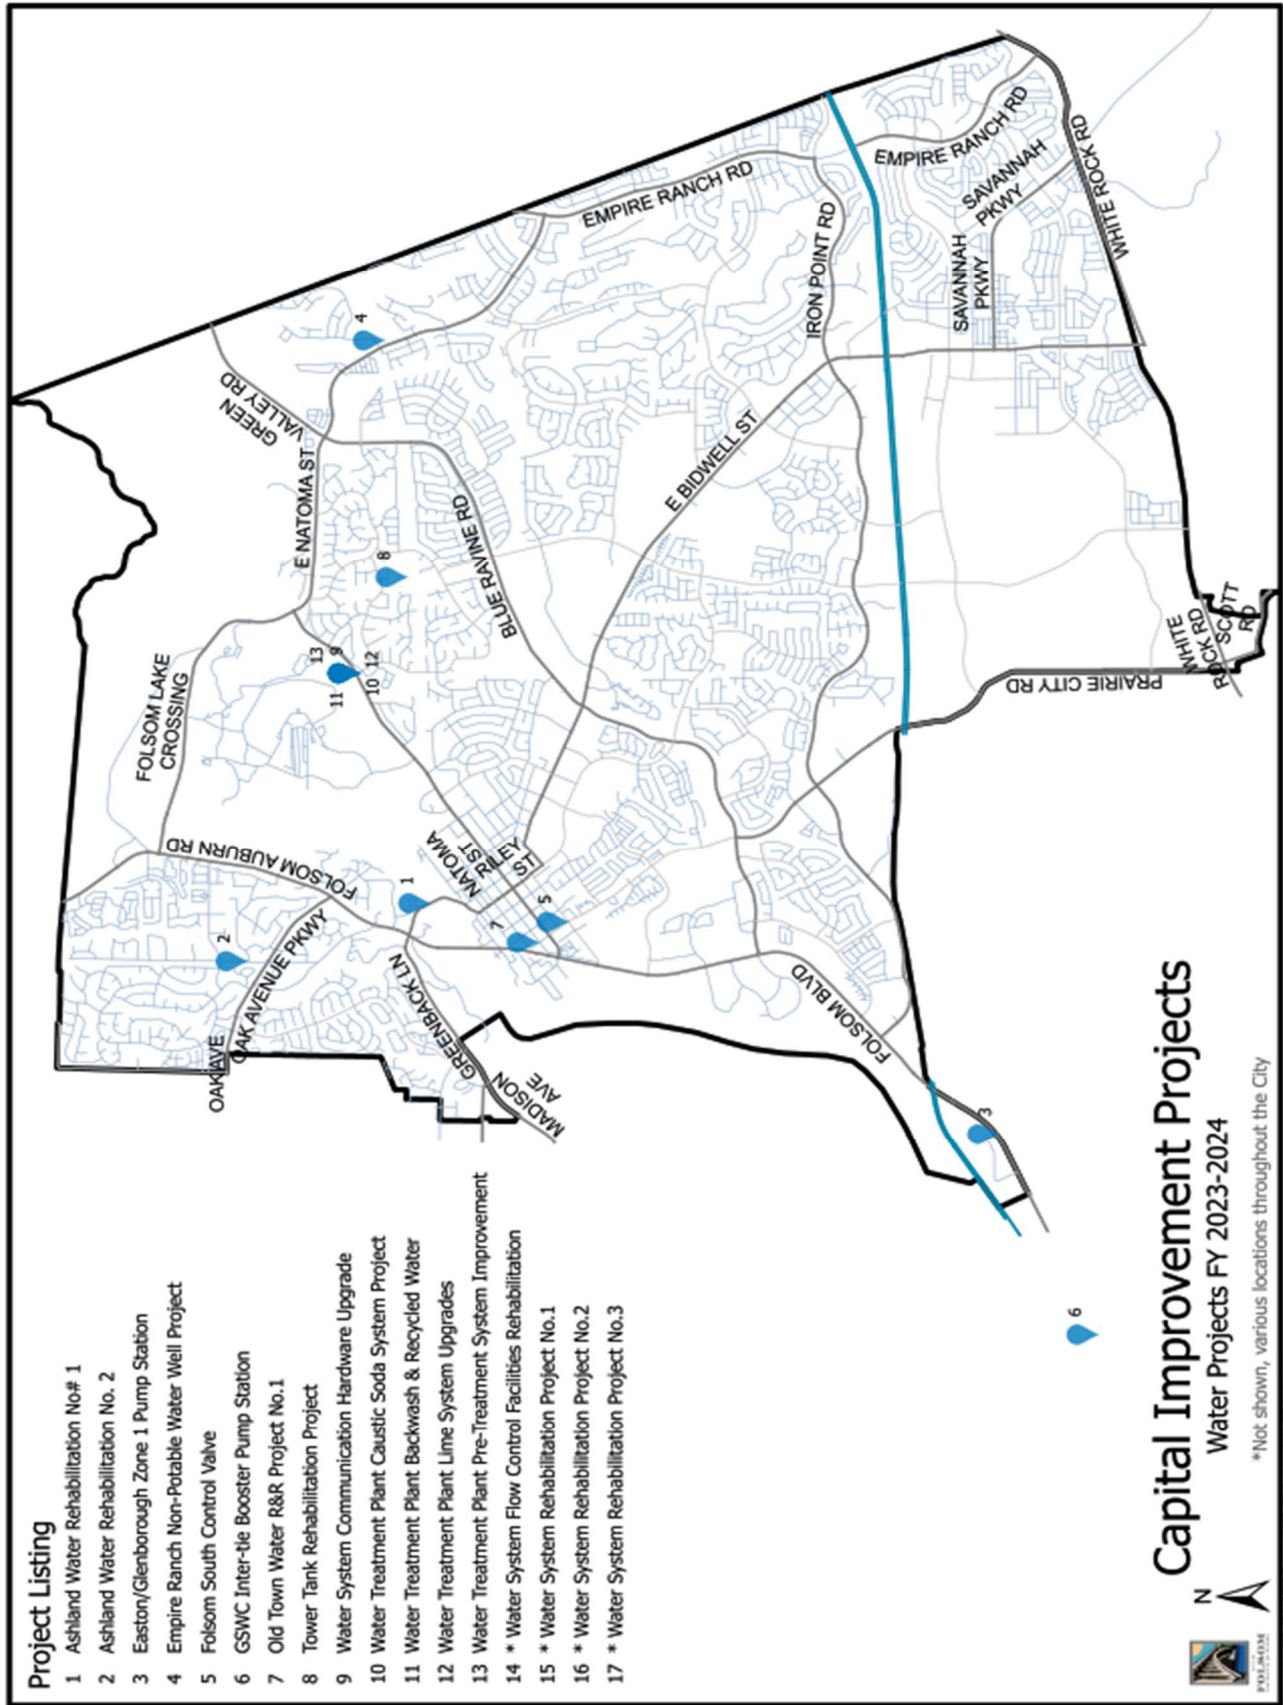 Project Listing
1 Ashland Water Rehabilitation No# 1
2 Ashland Water Rehabilitation No. 2
3 Easton/Glenborough Zone 1 Pump Station
4 Empire Ranch Non-Potable Water Well Project
5 Folsom South Control Valve
6 GSWC Inter-tie Booster Pump Station
7 Old Town Water R&R Project No.1
8 Tower Tank Rehabilitation Project
9 Water System Communication Hardware Upgrade
10 Water Treatment Plant Caustic Soda System Project
11 Water Treatment Plant Backwash & Recycled Water
12 Water Treatment Plant Lime System Upgrades
13 Water Treatment Plant Pre-Treatment System Improvement
14 * Water System Flow Control Facilities Rehabilitation
15 * Water System Rehabilitation Project No.1
16 * Water System Rehabilitation Project No.2
17 * Water System Rehabilitation Project No.3
OAK AVE
OAK AVENUE PKWY
2
FOLSOM AUBURN RD
FOLSOM LAKE
CROSSING
GREENBACK LN
MADISON
AVE
1
7
5
NATOMA
ST
RILEY
ST
13
9
11
10
12
8
E NATOMA ST
GREEN
VALLEY RD
4
BLUE RAVINE RD
E BIDWELL ST
EMPIRE RANCH RD
IRON POINT RD
EMPIRE RANCH RD
SAVANNAH
PKWY
SAVANNAH
PKWY
WHITE ROCK RD
FOLSOM BLVD
3
6
PRAIRIE CITY RD
WHITE
ROCK RD
SCOTT
RD
N
FOLSOM
Capital Improvement Projects
Water Projects FY 2023-2024
*Not shown, various locations throughout the City